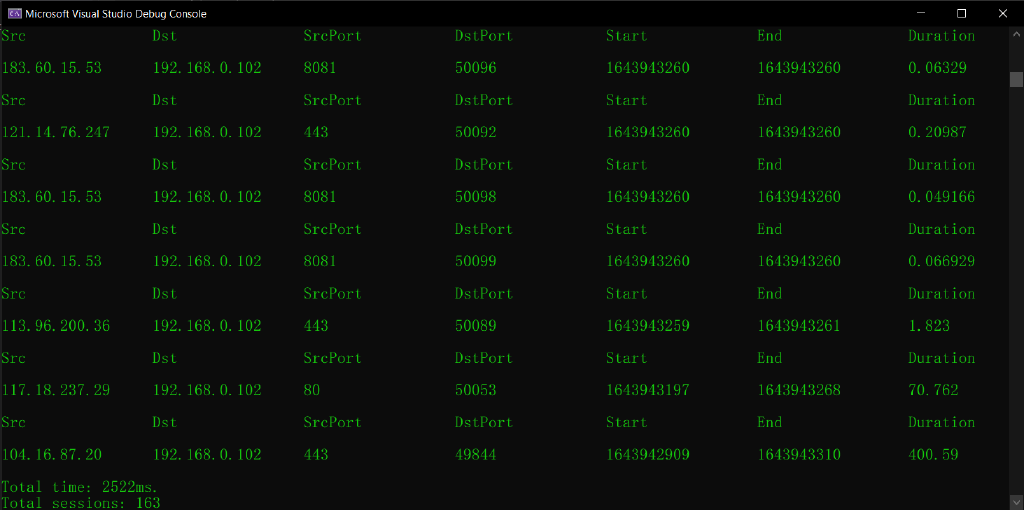 Microsoft Visual Studio Debug Console
Src Dst SrcPort DstPort Start End Duration
183.60.15.53 192.168.0.102 8081 50096 1643943260 1643943260 0.06329
Src Dst SrcPort DstPort Start End Duration
121.14.76.247 192.168.0.102 443 50092 1643943260 1643943260 0.20987
Src Dst SrcPort DstPort Start End Duration
183.60.15.53 192.168.0.102 8081 50098 1643943260 1643943260 0.049166
Src Dst SrcPort DstPort Start End Duration
183.60.15.53 192.168.0.102 8081 50099 1643943260 1643943260 0.066929
Src Dst SrcPort DstPort Start End Duration
113.96.200.36 192.168.0.102 443 50089 1643943259 1643943261 1.823
Src Dst SrcPort DstPort Start End Duration
117.18.237.29 192.168.0.102 80 50053 1643943197 1643943268 70.762
Src Dst SrcPort DstPort Start End Duration
104.16.87.20 192.168.0.102 443 49844 1643942909 1643943310 400.59
Total time: 2522ms.
Total sessions: 163